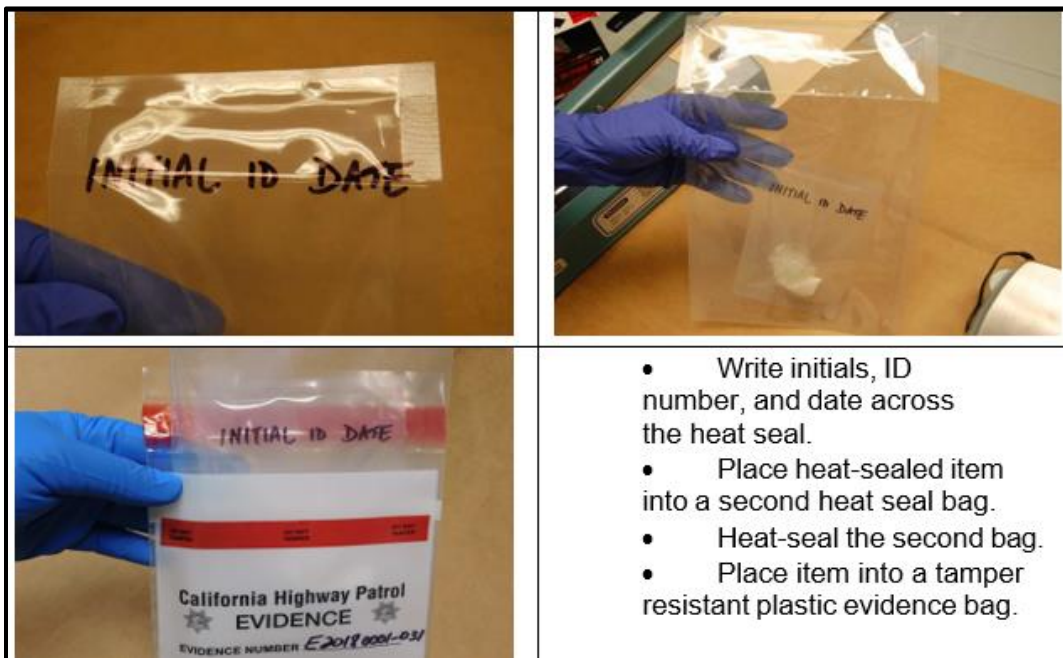 INITIAL ID DATE
INITIAL ID DATE
INITIAL ID DATE
California Highway Patrol
EVIDENCE
EVIDENCE NUMBER E2018 0001-031
• Write initials, ID
number, and date across
the heat seal.
• Place heat-sealed item
into a second heat seal bag.
• Heat-seal the second bag.
• Place item into a tamper
resistant plastic evidence bag.